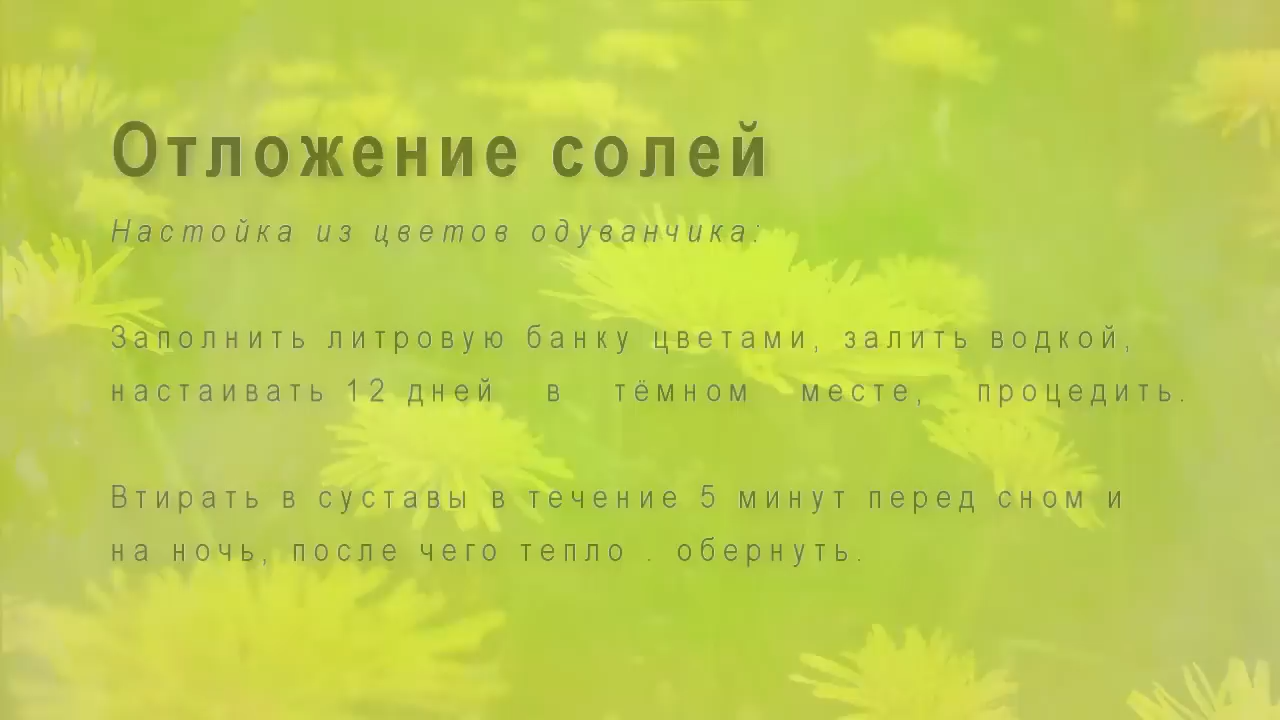 Отложение солей
Настойка из цветов одуванчика:
Заполнить литровую банку цветами, залить водкой,
настаивать 12 дней в тёмном месте, процедить.
Втирать в суставы в течение 5 минут перед сном и
на ночь, после чего тепло . обернуть.